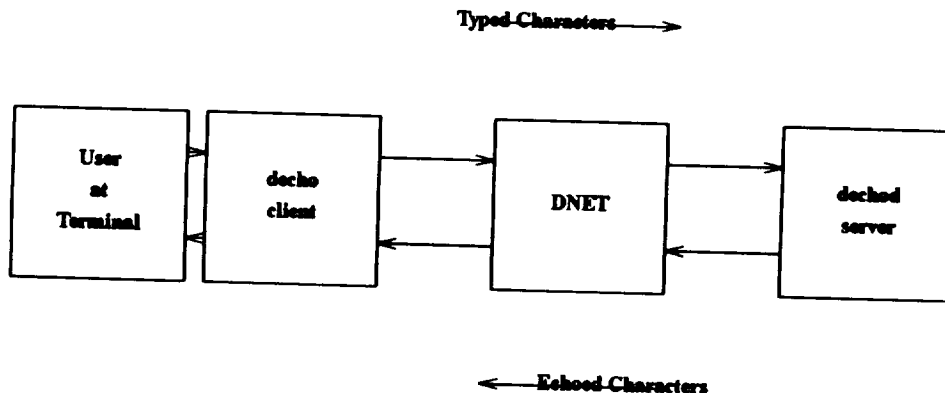 Typed Characters
User
at
Terminal
decho
client
DNET
dechod
server
Echoed Characters